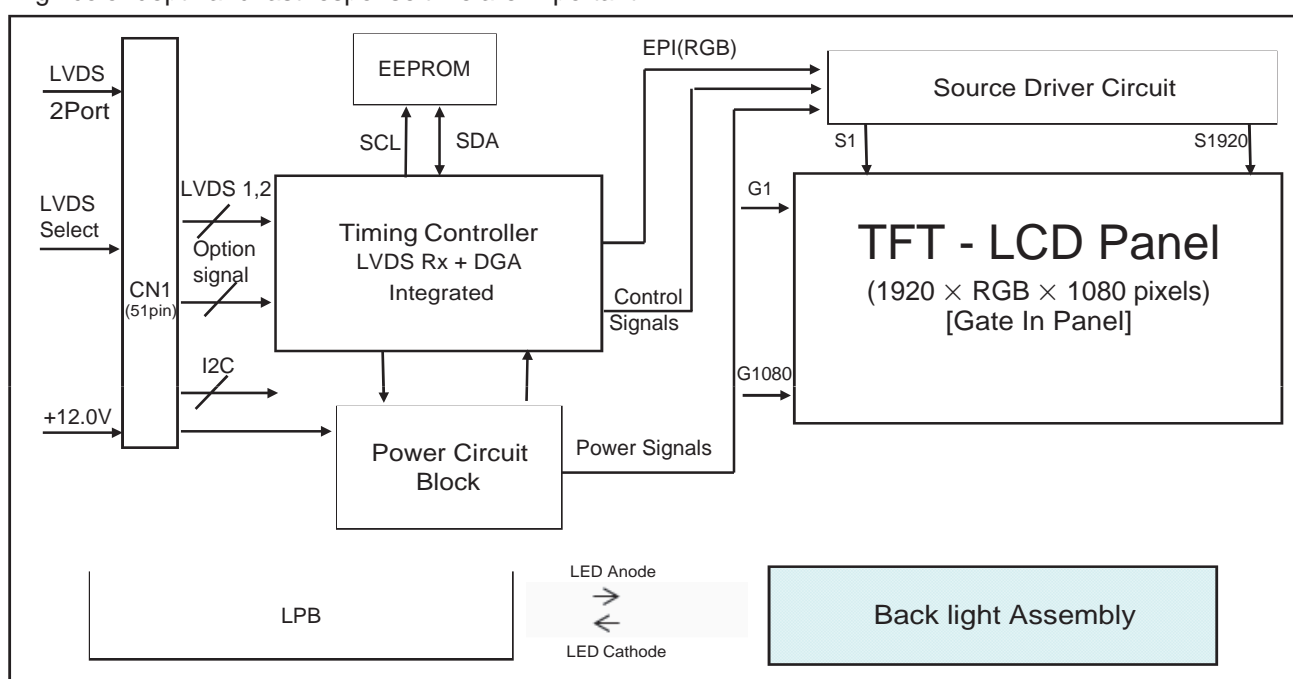 EPI(RGB)
LVDS
2Port
EEPROM
Source Driver Circuit
SCL
SDA
S1
S1920
LVDS 1,2
G1
LVDS
Select
Option
signal
Timing Controller
LVDS Rx + DGA
Integrated
TFT - LCD Panel
(1920 × RGB × 1080 pixels)
[Gate In Panel]
CN1
(51pin)
Control
Signals
I2C
G1080
+12.0V
Power Circuit
Block
Power Signals
LPB
LED Anode
LED Cathode
Back light Assembly